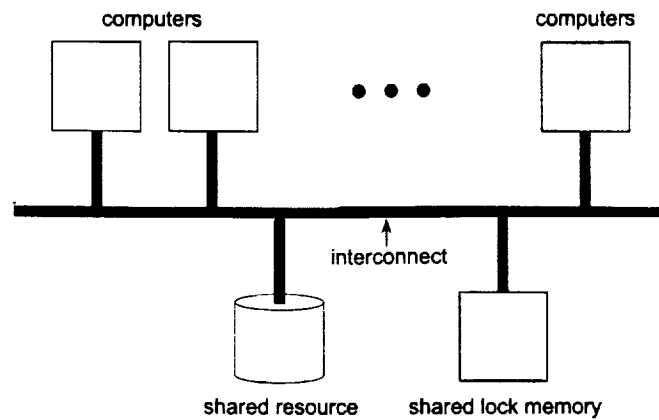 computers
computers
interconnect
shared resource
shared lock memory